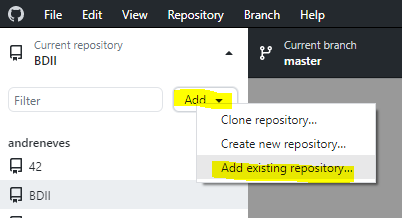 File Edit View Repository Branch Help
Current repository
BDII
Current branch
master
Filter
Add
Clone repository...
Create new repository...
Add existing repository...
andreneves
42
BDII